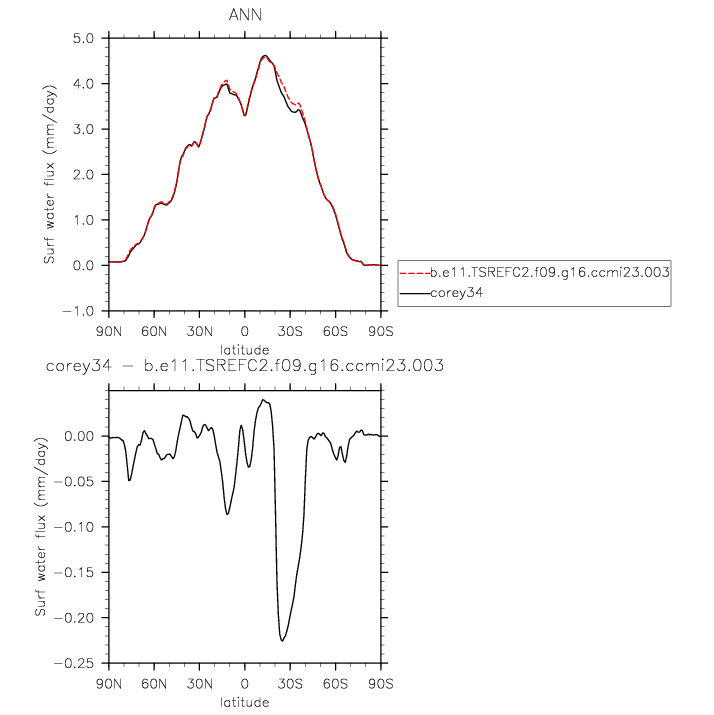 ANN
Surf water flux (mm/day)
5.0
4.0
3.0
2.0
1.0
0.0
−1.0
90N 60N 30N 0 30S 60S 90S
latitude
b.e11.TSREFC2.f09.g16.ccmi23.003
corey34
corey34 − b.e11.TSREFC2.f09.g16.ccmi23.003
Surf water flux (mm/day)
0.00
−0.05
−0.10
−0.15
−0.20
−0.25
90N 60N 30N 0 30S 60S 90S
latitude